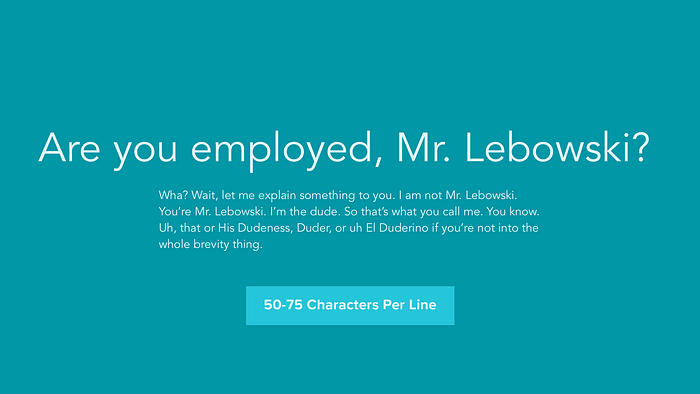 Are you employed, Mr. Lebowski?
Wha? Wait, let me explain something to you. I am not Mr. Lebowski.
You’re Mr. Lebowski. I’m the dude. So that’s what you call me. You know.
Uh, that or His Dudeness, Duder, or uh El Duderino if you’re not into the
whole brevity thing.
50-75 Characters Per Line